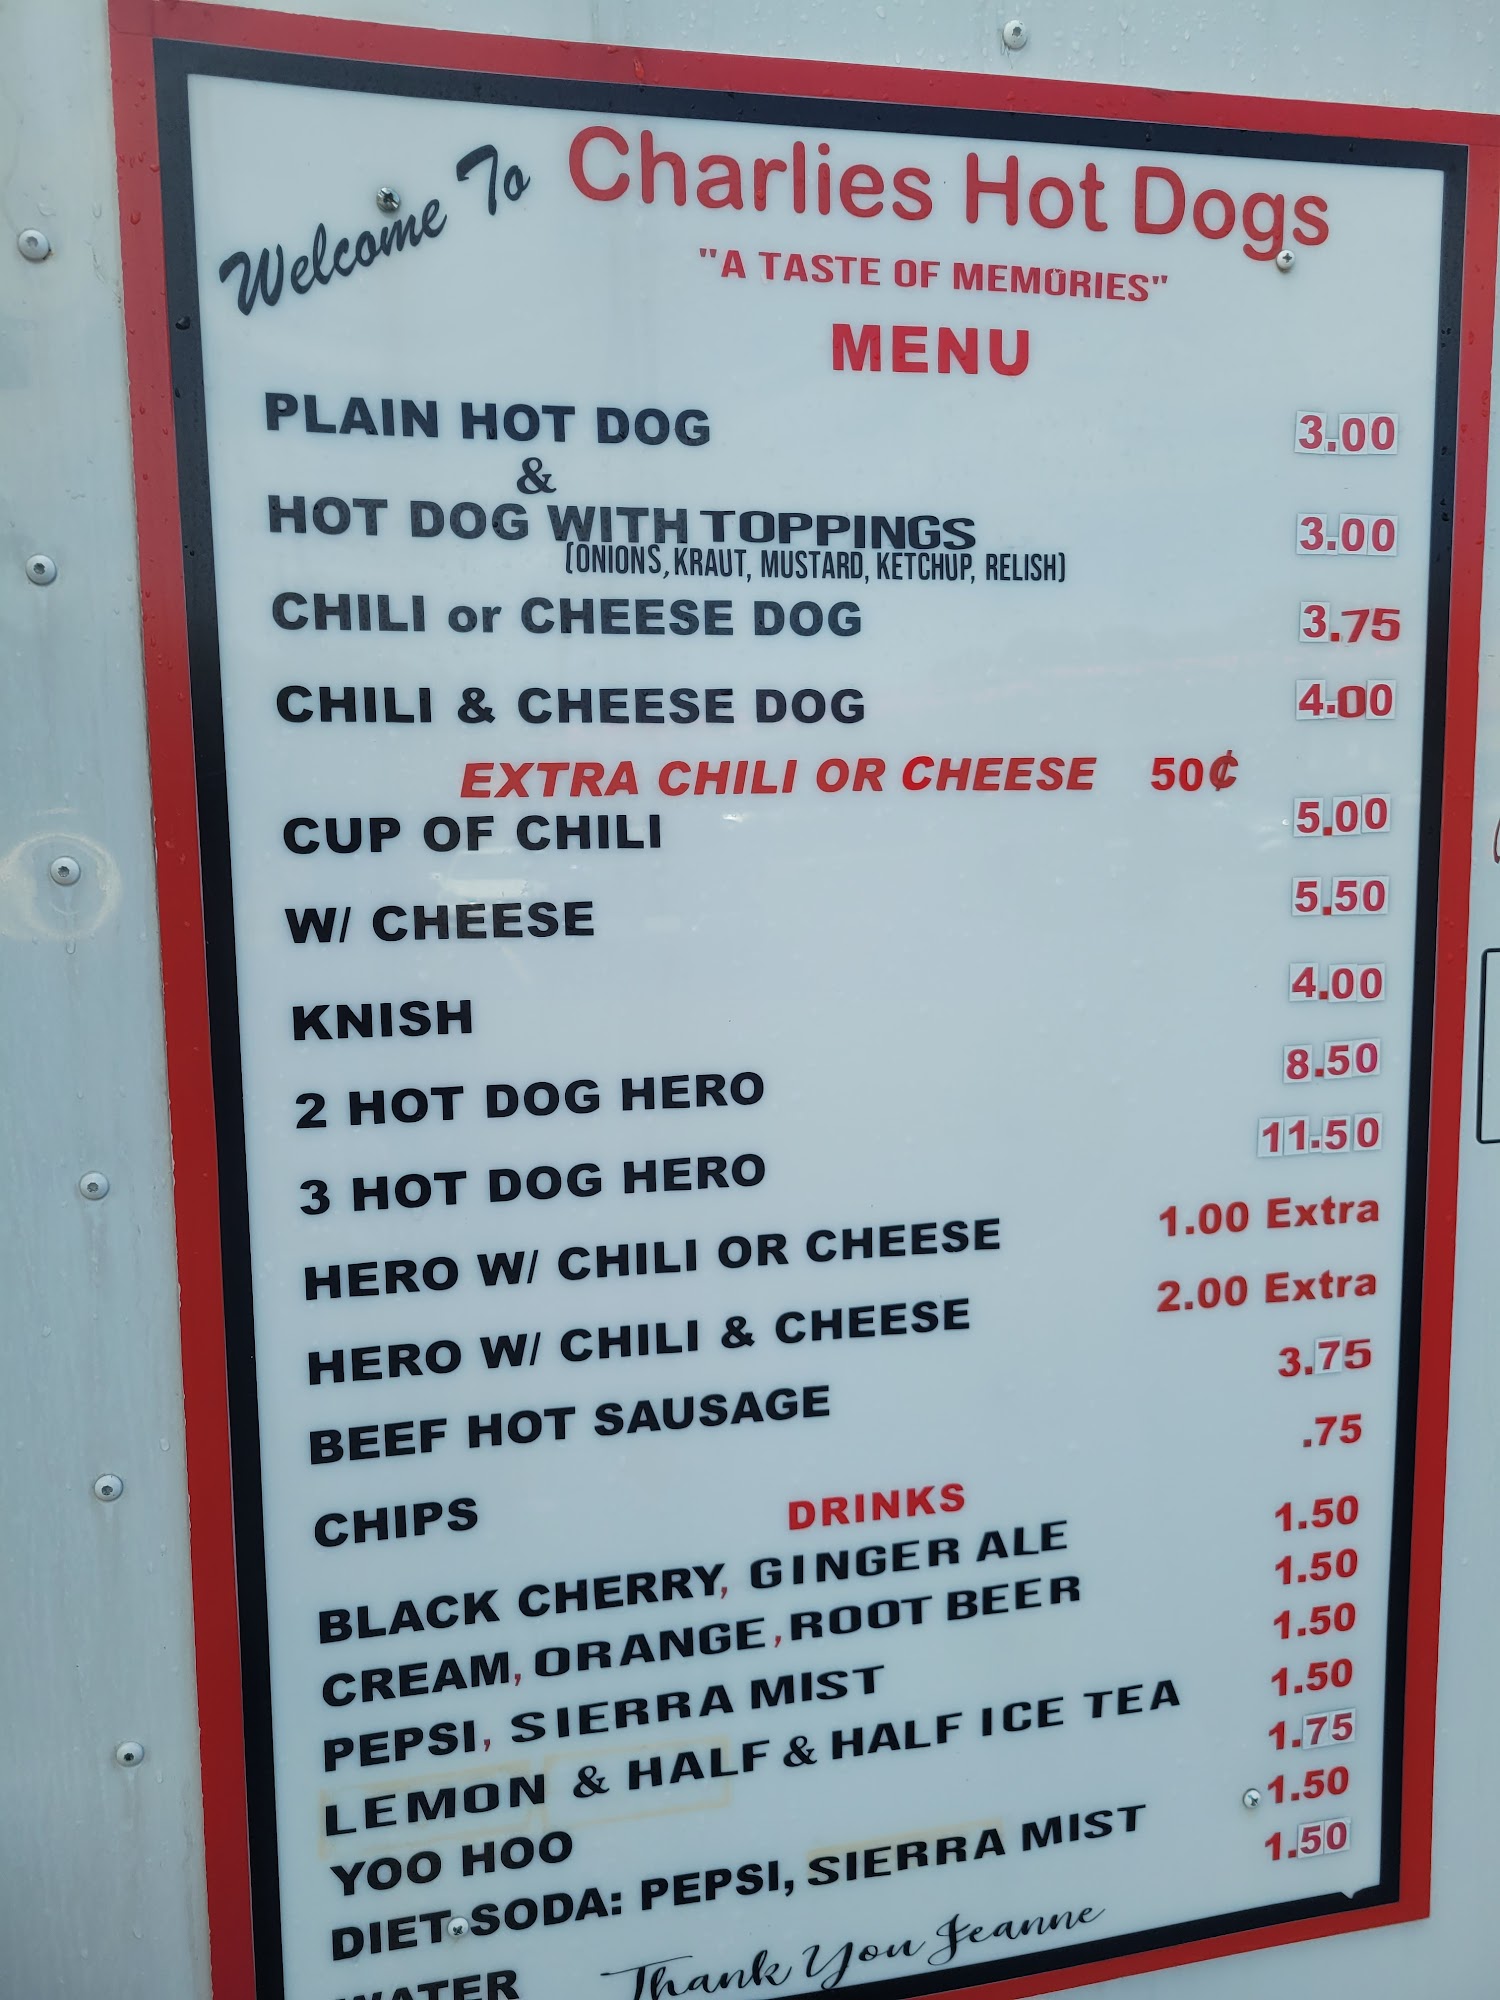 Welcome To Charlies Hot Dogs
"A TASTE OF MEMORIES"
MENU
PLAIN HOT DOG 3.00
&
HOT DOG WITH TOPPINGS 3.00
(ONIONS, KRAUT, MUSTARD, KETCHUP, RELISH)
CHILI or CHEESE DOG 3.75
CHILI & CHEESE DOG 4.00
EXTRA CHILI OR CHEESE 50¢
CUP OF CHILI 5.00
W/ CHEESE 5.50
KNISH 4.00
2 HOT DOG HERO 8.50
3 HOT DOG HERO 11.50
HERO W/ CHILI OR CHEESE 1.00 Extra
HERO W/ CHILI & CHEESE 2.00 Extra
BEEF HOT SAUSAGE 3.75
CHIPS .75
DRINKS
BLACK CHERRY, GINGER ALE 1.50
CREAM, ORANGE, ROOT BEER 1.50
PEPSI, SIERRA MIST 1.50
LEMON & HALF & HALF ICE TEA 1.50
YOO HOO 1.75
DIET SODA: PEPSI, SIERRA MIST 1.50
WATER 1.50
Thank You Jeanne